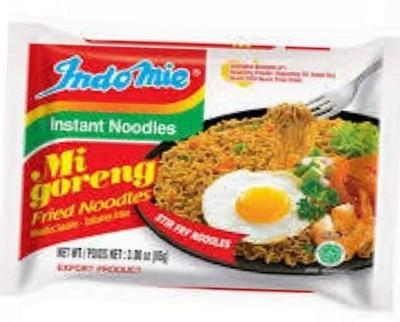 Indomie
Instant Noodles
Mi
goreng
Fried Noodles
STIR FRY NOODLES
NET WT / POIDS NET : 3.00 oz (85g)
EXPORT PRODUCT